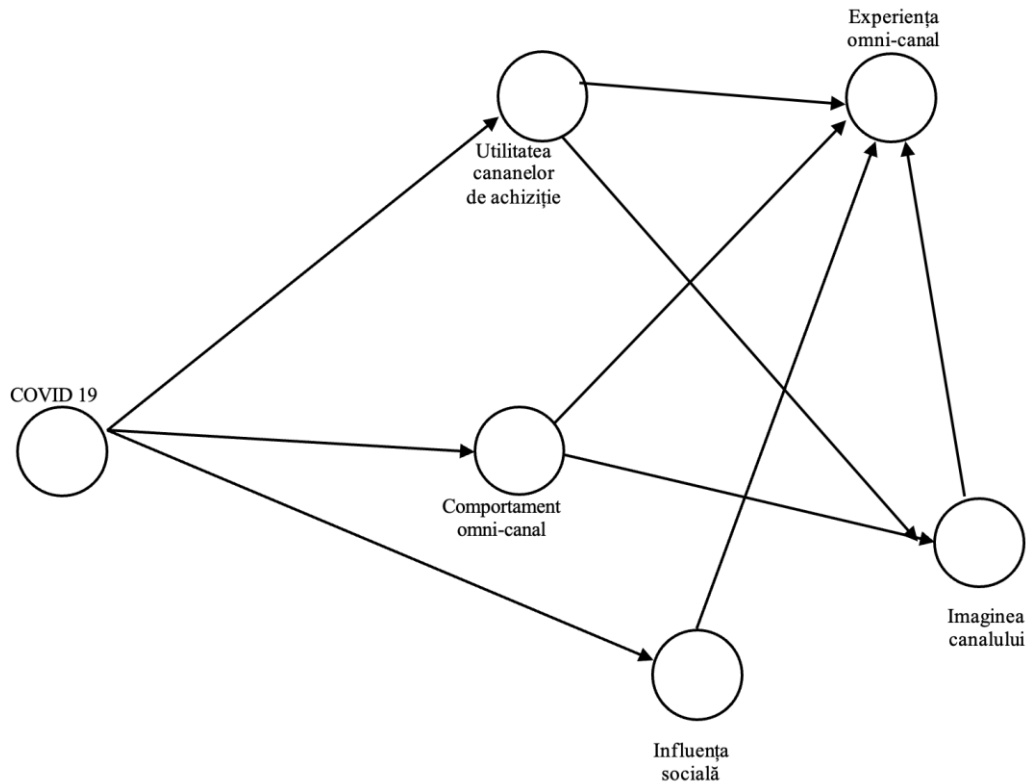 Experiența
omni-canal
Utilitatea
cananelor
de achiziție
COVID 19
Comportament
omni-canal
Imaginea
canalului
Influența
socială